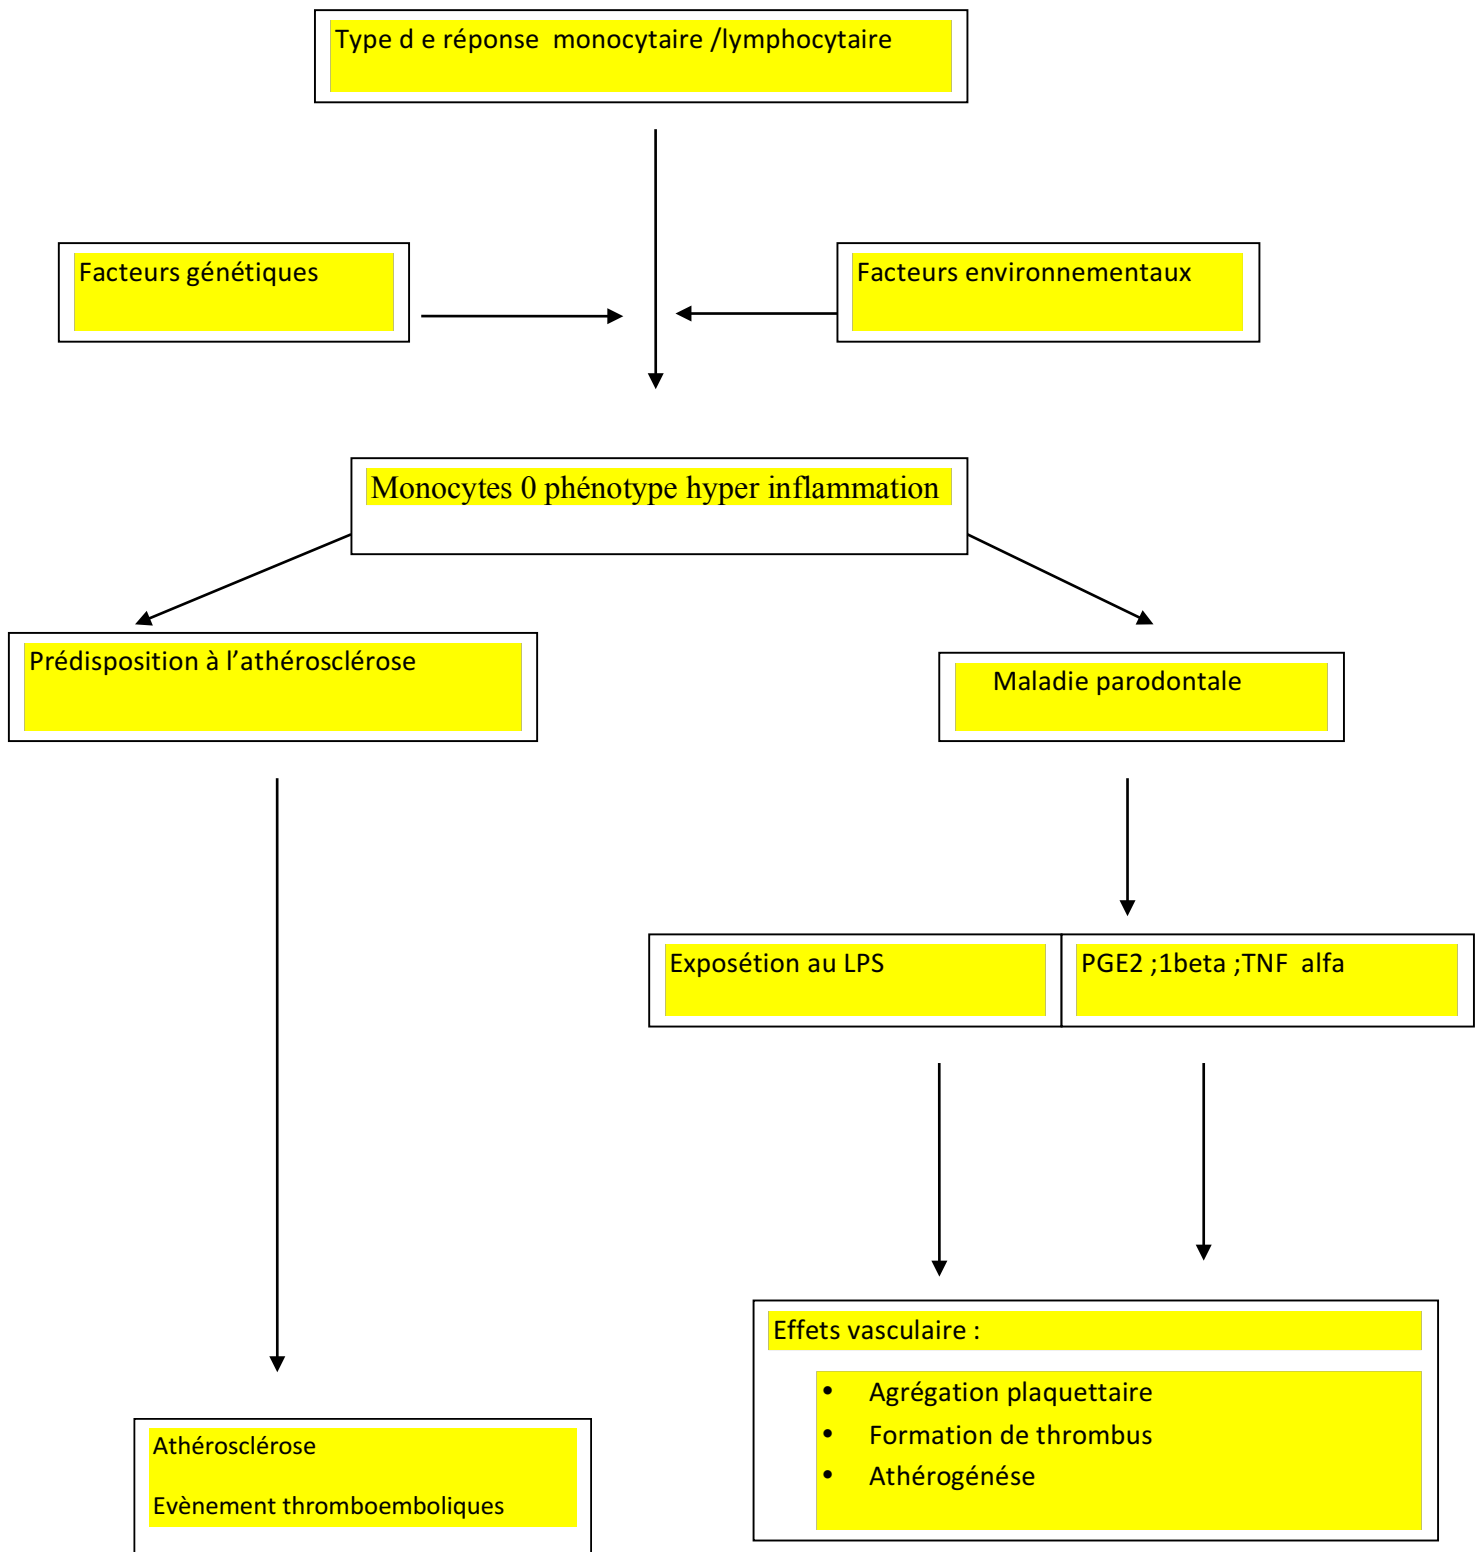 Type d e réponse  monocytaire /lymphocytaire
Facteurs génétiques
Facteurs environnementaux
Monocytes 0 phénotype hyper inflammation
Prédisposition à l’athérosclérose
Maladie parodontale
Exposétion au LPS
PGE2 ;1beta ;TNF  alfa
Effets vasculaire :
• Agrégation plaquettaire
• Formation de thrombus
• Athérogénése
Athérosclérose
Evènement thromboemboliques